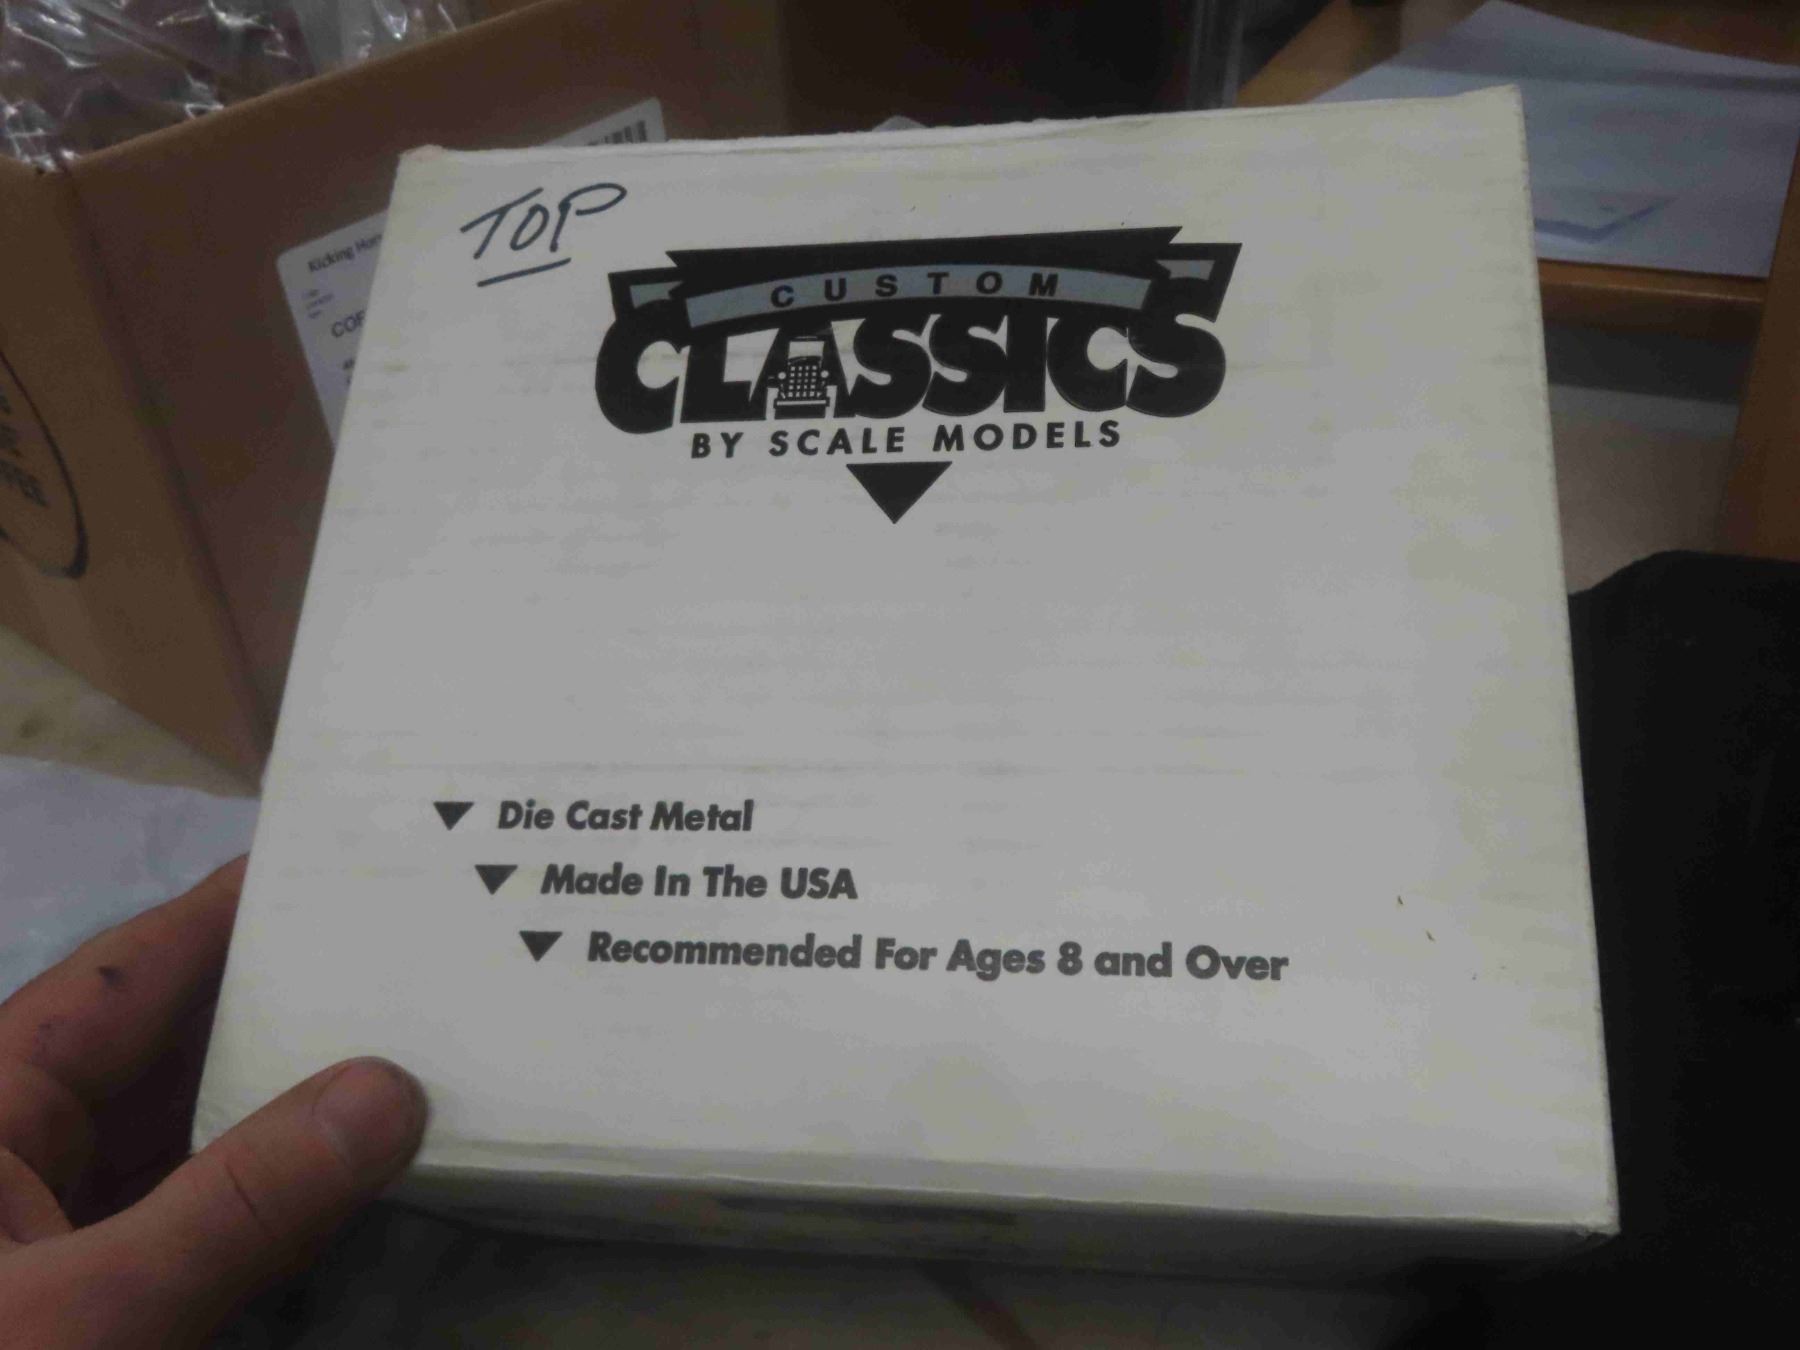 TOP
CUSTOM
CLASSICS
BY SCALE MODELS
Die Cast Metal
Made In The USA
Recommended For Ages 8 and Over
Kicking